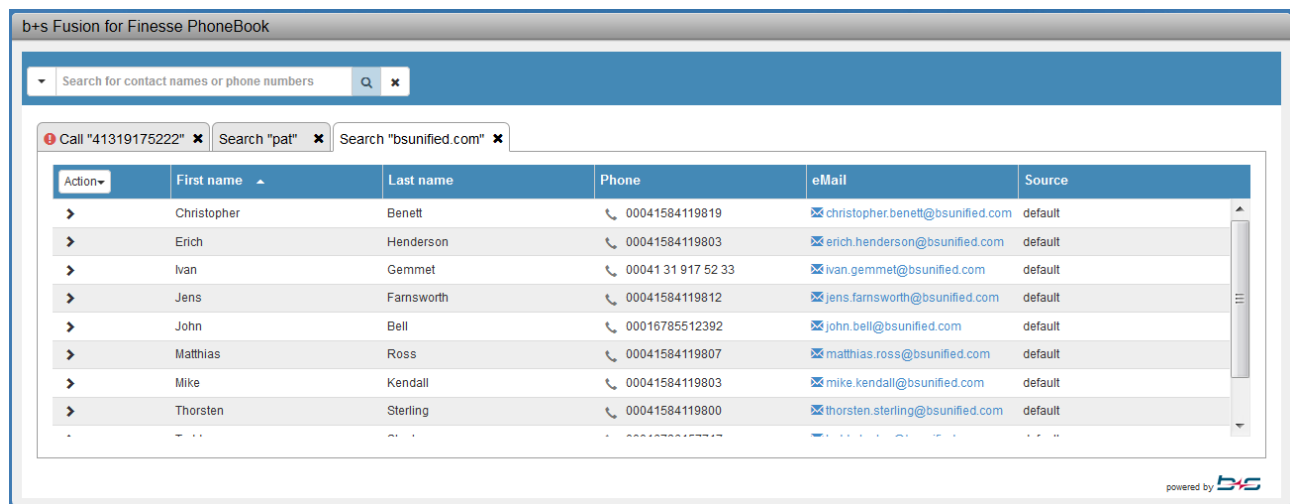 b+s Fusion for Finesse PhoneBook
Search for contact names or phone numbers
Call "41319175222" Search "pat" Search "bsunified.com"
Action First name Last name Phone eMail Source
Christopher Benett 00041584119819 christopher.benett@bsunified.com default
Erich Henderson 00041584119803 erich.henderson@bsunified.com default
Ivan Gemmet 00041 31 917 52 33 ivan.gemmet@bsunified.com default
Jens Farnsworth 00041584119812 jens.farnsworth@bsunified.com default
John Bell 00016785512392 john.bell@bsunified.com default
Matthias Ross 00041584119807 matthias.ross@bsunified.com default
Mike Kendall 00041584119803 mike.kendall@bsunified.com default
Thorsten Sterling 00041584119800 thorsten.sterling@bsunified.com default
powered by b+s